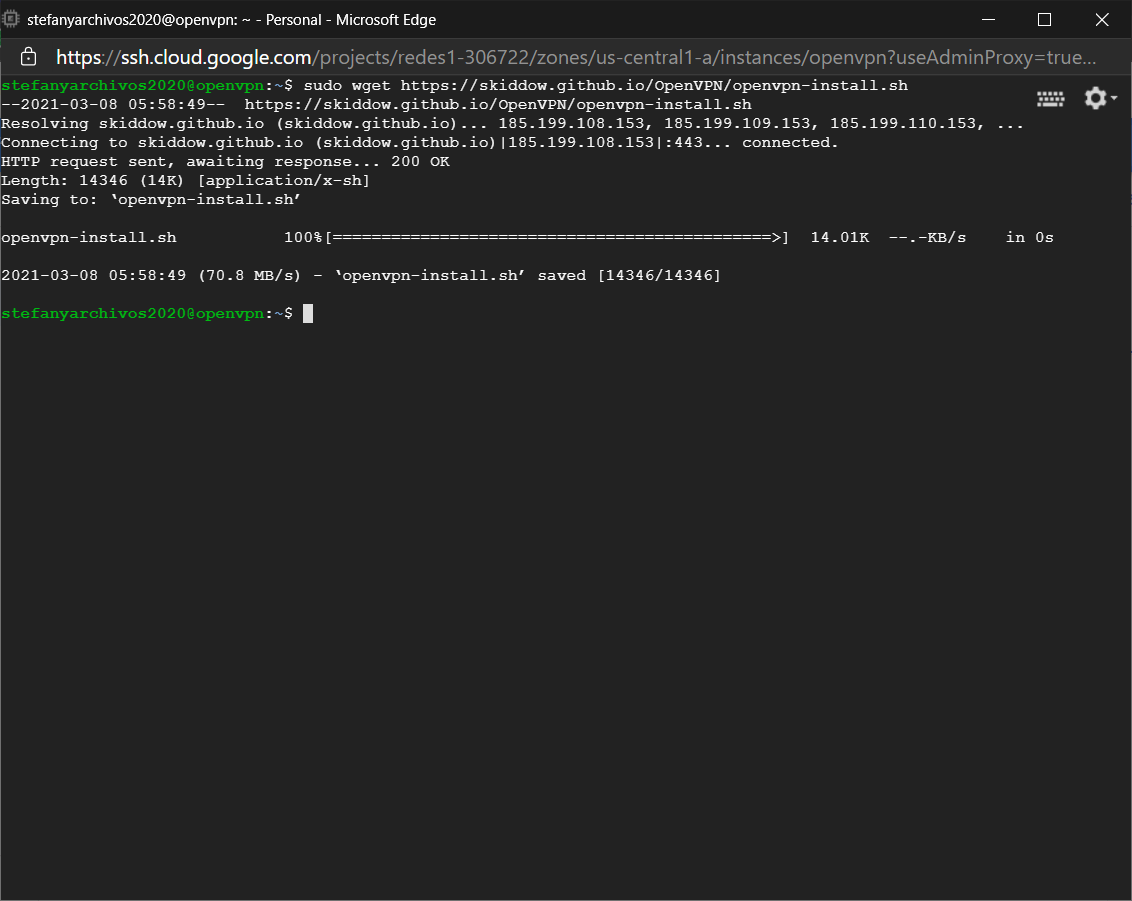 stefanyarchivos2020@openvpn: ~ - Personal - Microsoft Edge
https://ssh.cloud.google.com/projects/redes1-306722/zones/us-central1-a/instances/openvpn?useAdminProxy=true...
stefanyarchivos2020@openvpn:~$ sudo wget https://skiddow.github.io/OpenVPN/openvpn-install.sh
--2021-03-08 05:58:49--  https://skiddow.github.io/OpenVPN/openvpn-install.sh
Resolving skiddow.github.io (skiddow.github.io)... 185.199.108.153, 185.199.109.153, 185.199.110.153, ...
Connecting to skiddow.github.io (skiddow.github.io)|185.199.108.153|:443... connected.
HTTP request sent, awaiting response... 200 OK
Length: 14346 (14K) [application/x-sh]
Saving to: ‘openvpn-install.sh’
openvpn-install.sh           100%[=============================================>]  14.01K  --.-KB/s    in 0s
2021-03-08 05:58:49 (70.8 MB/s) - ‘openvpn-install.sh’ saved [14346/14346]
stefanyarchivos2020@openvpn:~$